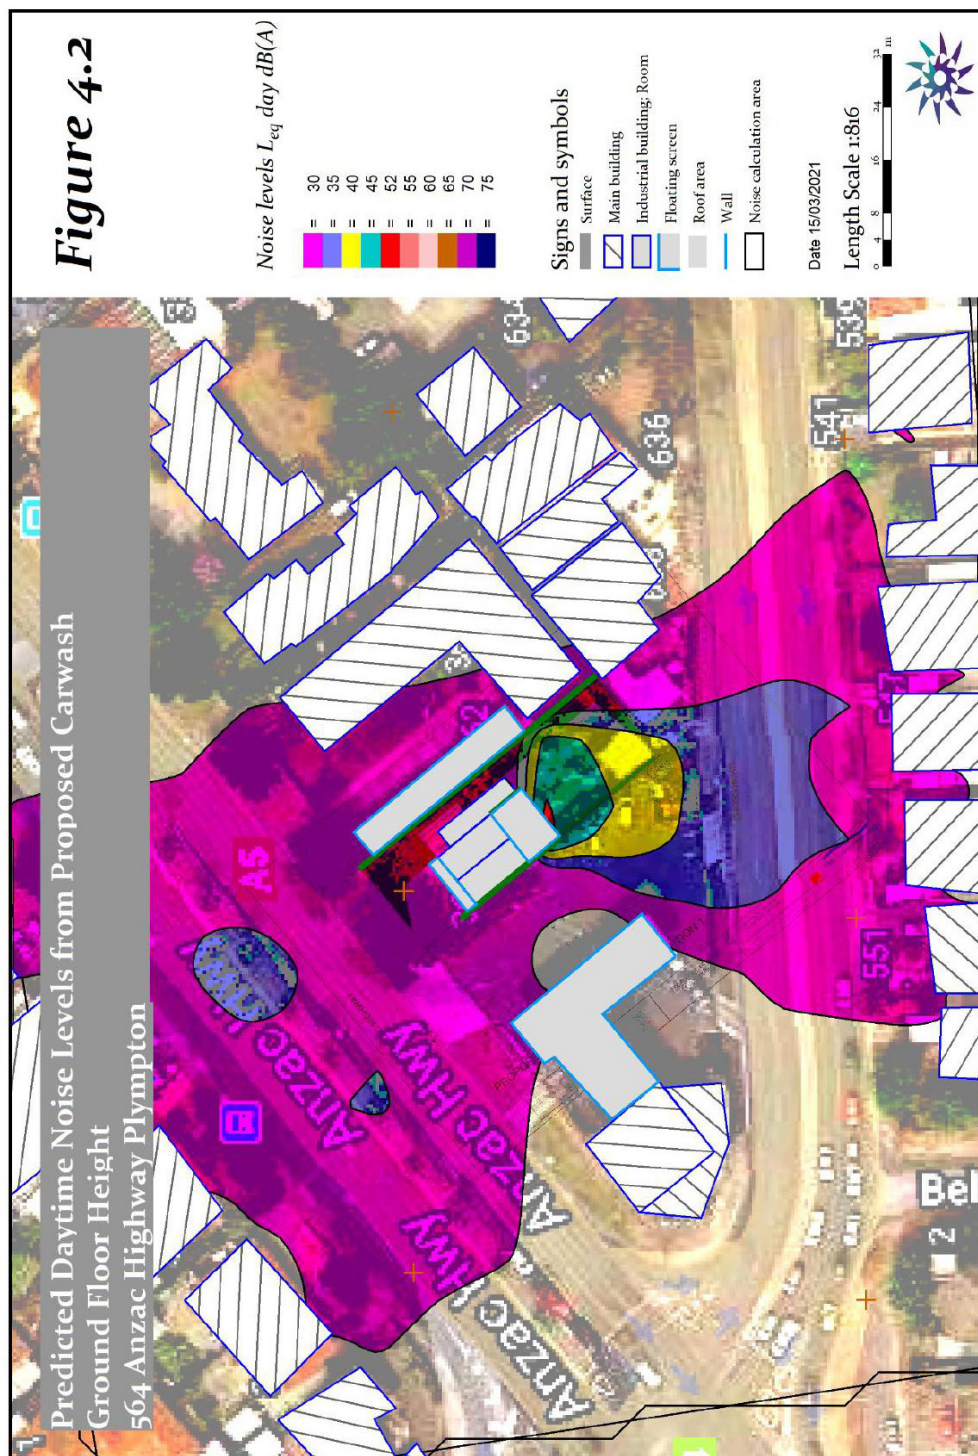 Predicted Daytime Noise Levels from Proposed Carwash
Ground Floor Height
564 Anzac Highway Plympton
Figure 4.2
Noise levels Leq day dB(A)
= 30
= 35
= 40
= 45
= 52
= 55
= 60
= 65
= 70
= 75
Signs and symbols
Surface
Main building
Industrial building; Room
Floating screen
Roof area
Wall
Noise calculation area
Date 15/03/2021
Length Scale 1:816
0 4 8 16 24 32 m
A5
Anzac Hwy
Anzac Hwy
Hwy
Anzac
634
636
539
541
551
Bel
2